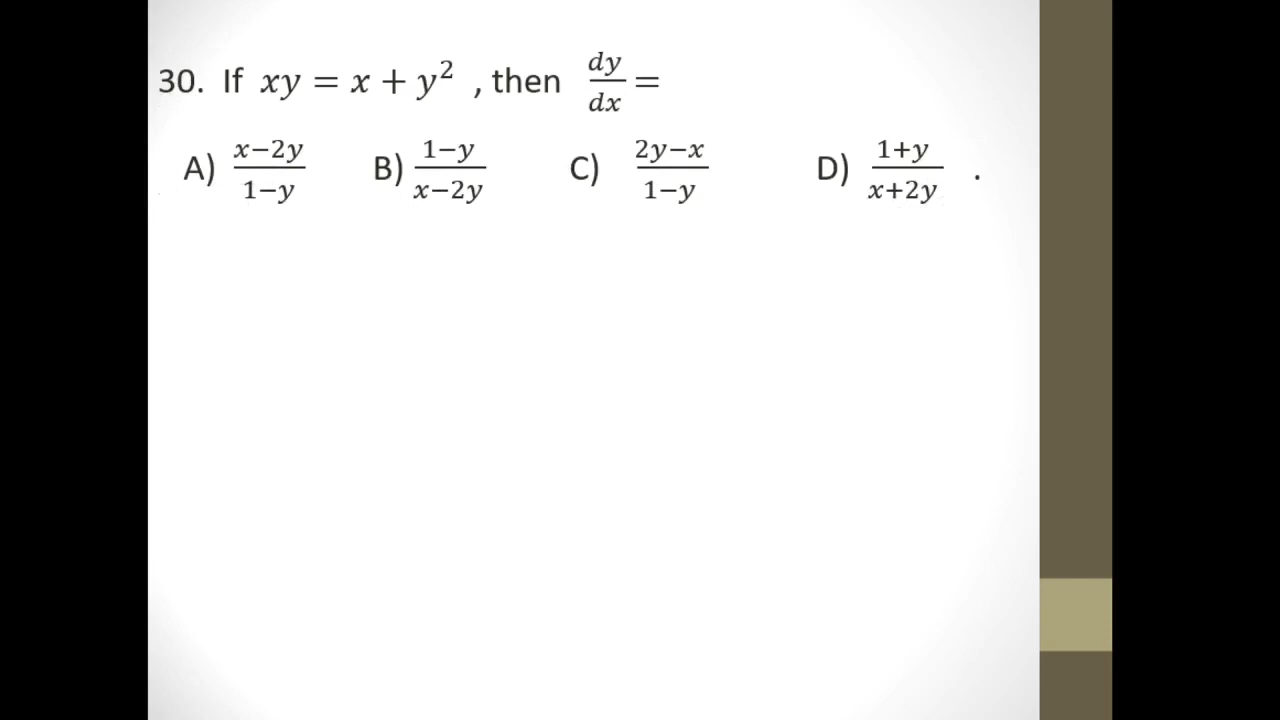 30. If xy = x + y² , then dy/dx =
A) x−2y/1−y B) 1−y/x−2y C) 2y−x/1−y D) 1+y/x+2y .